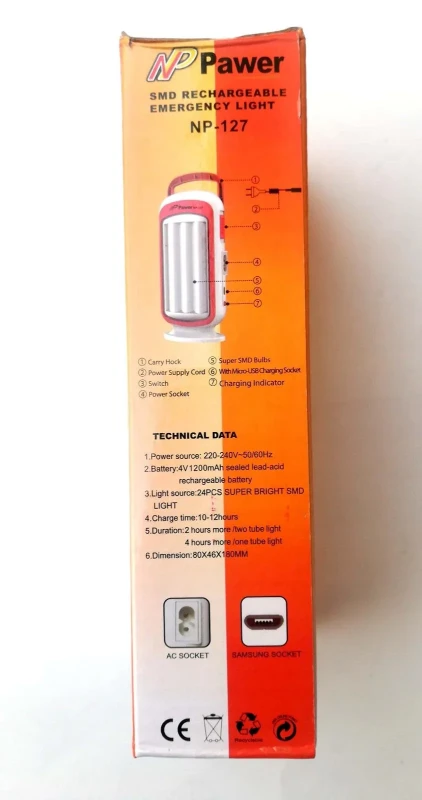 NP Pawer
SMD RECHARGEABLE
EMERGENCY LIGHT
NP-127
①
②
③
④
⑤
⑥
⑦
NP Power
① Carry Hock ⑤ Super SMD Bulbs
② Power Supply Cord ⑥ With Micro-USB Charging Socket
③ Switch ⑦ Charging Indicator
④ Power Socket
TECHNICAL DATA
1.Power source: 220-240V~50/60Hz
2.Battery:4V1200mAh sealed lead-acid
rechargeable battery
3.Light source:24PCS SUPER BRIGHT SMD
LIGHT
4.Charge time:10-12hours
5.Duration:2 hours more /two tube light
4 hours more /one tube light
6.Dimension:80X46X180MM
AC SOCKET SAMSUNG SOCKET
CE
Recyclable